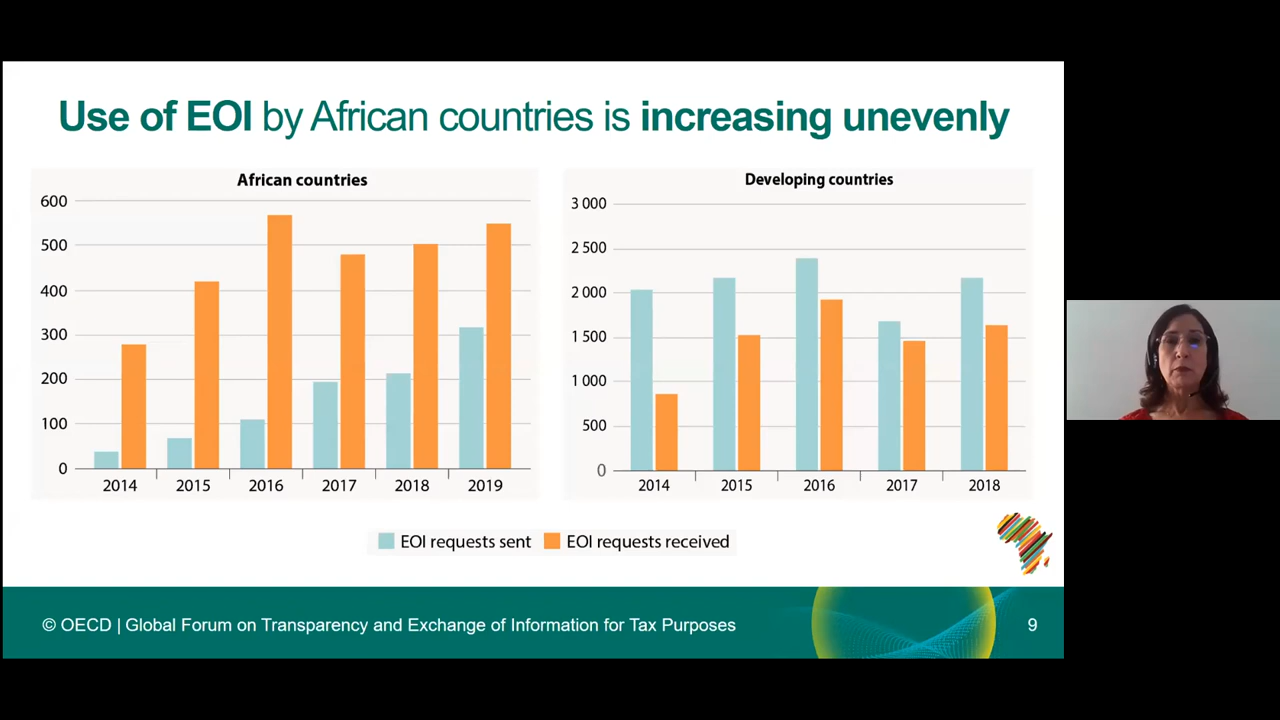 Use of EOI by African countries is increasing unevenly
African countries
600
500
400
300
200
100
0
2014 2015 2016 2017 2018 2019
Developing countries
3 000
2 500
2 000
1 500
1 000
500
0
2014 2015 2016 2017 2018
EOI requests sent EOI requests received
© OECD | Global Forum on Transparency and Exchange of Information for Tax Purposes 9